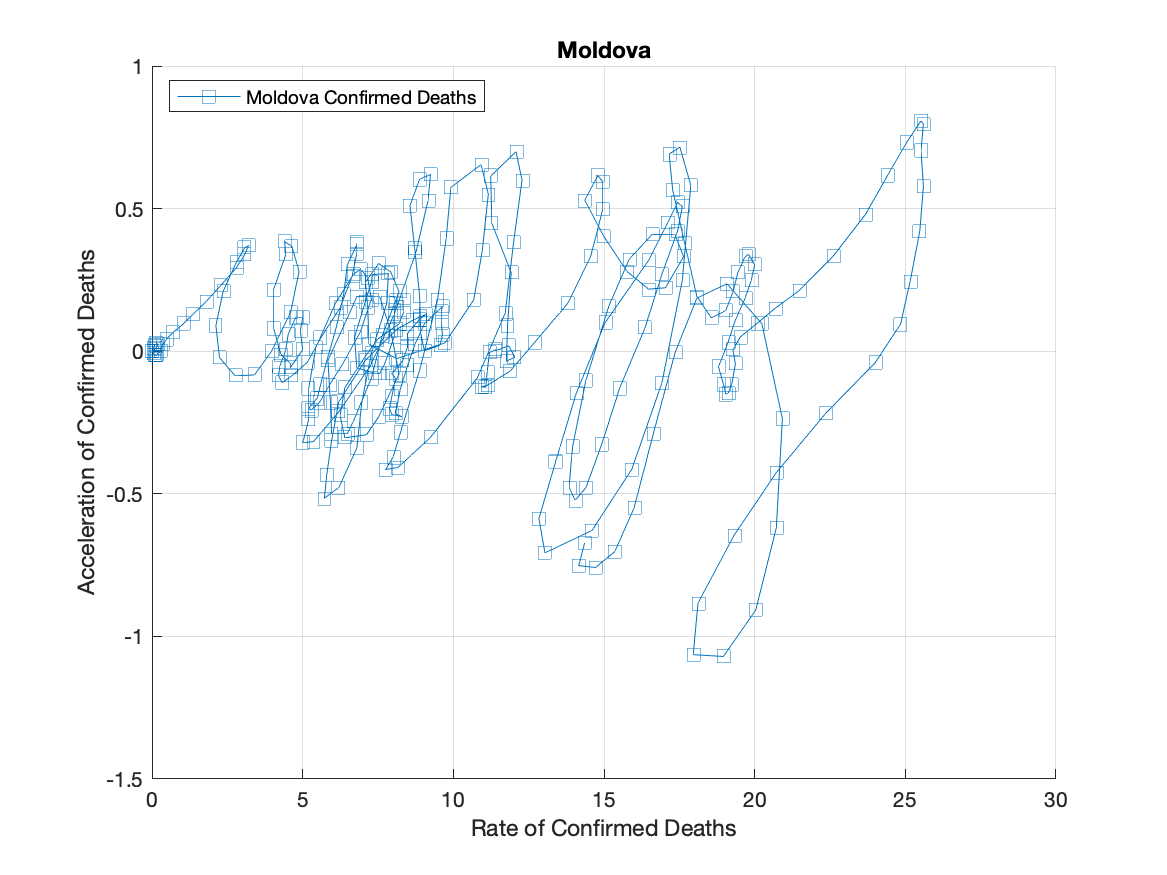 Moldova
Moldova Confirmed Deaths
1
0.5
0
-0.5
-1
-1.5
Acceleration of Confirmed Deaths
0 5 10 15 20 25 30
Rate of Confirmed Deaths